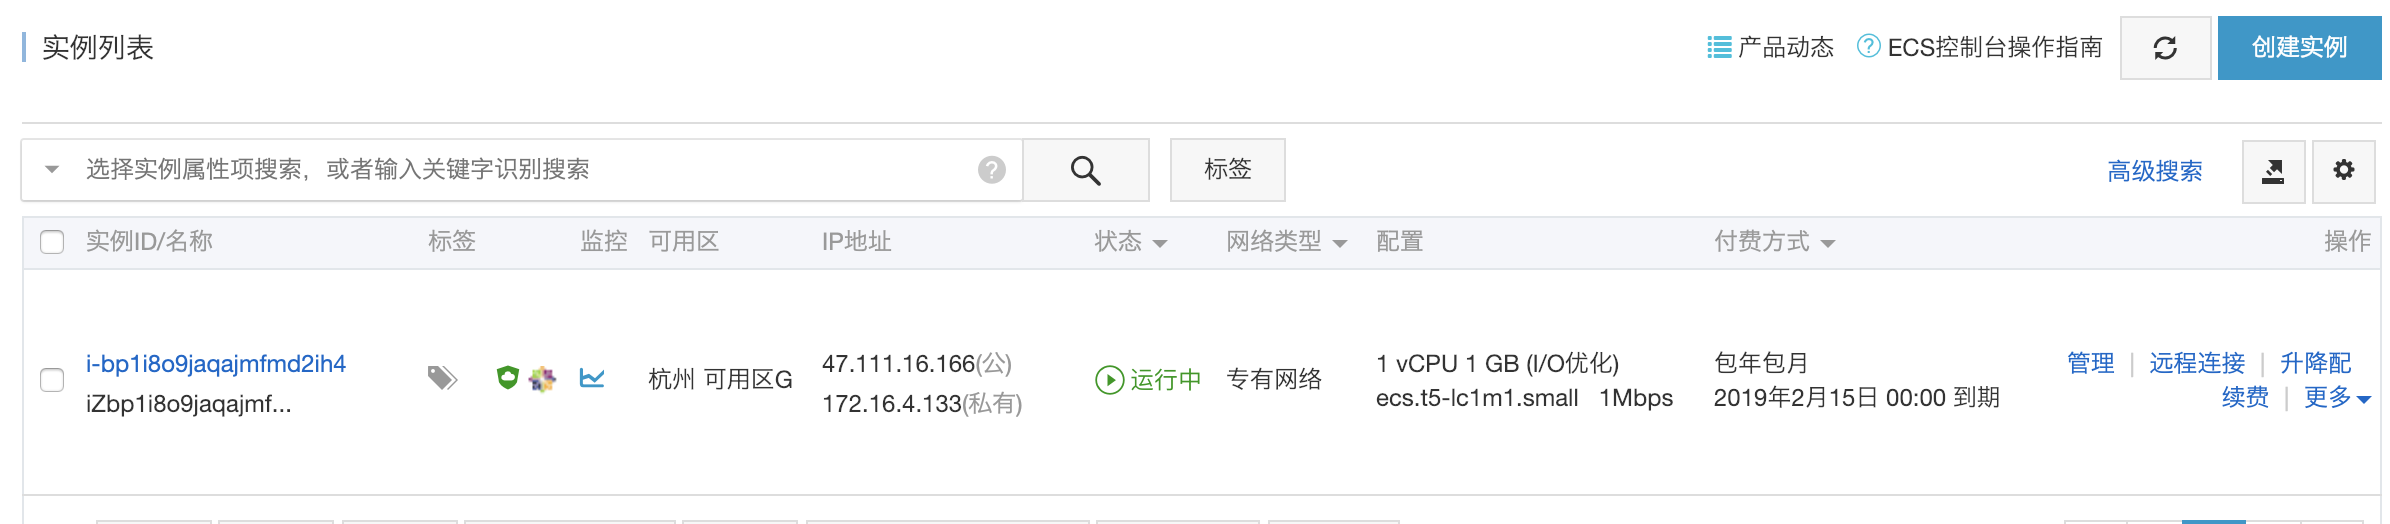 实例列表
产品动态
ECS控制台操作指南
创建实例
选择实例属性项搜索，或者输入关键字识别搜索
标签
高级搜索
实例ID/名称 标签 监控 可用区 IP地址 状态 网络类型 配置 付费方式 操作
i-bp1i8o9jaqajmfmd2ih4
iZbp1i8o9jaqajmf...
杭州 可用区G
47.111.16.166(公)
172.16.4.133(私有)
运行中
专有网络
1 vCPU 1 GB (I/O优化)
ecs.t5-lc1m1.small 1Mbps
包年包月
2019年2月15日 00:00 到期
管理 | 远程连接 | 升降配
续费 | 更多